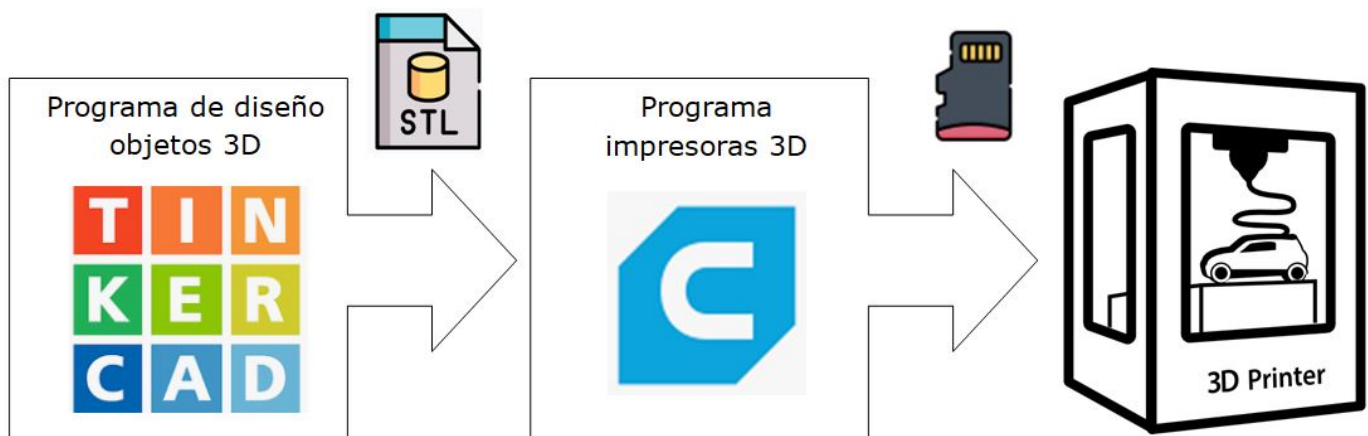 Programa de diseño
objetos 3D
TIN
KER
CAD
STL
Programa
impresoras 3D
C
3D Printer